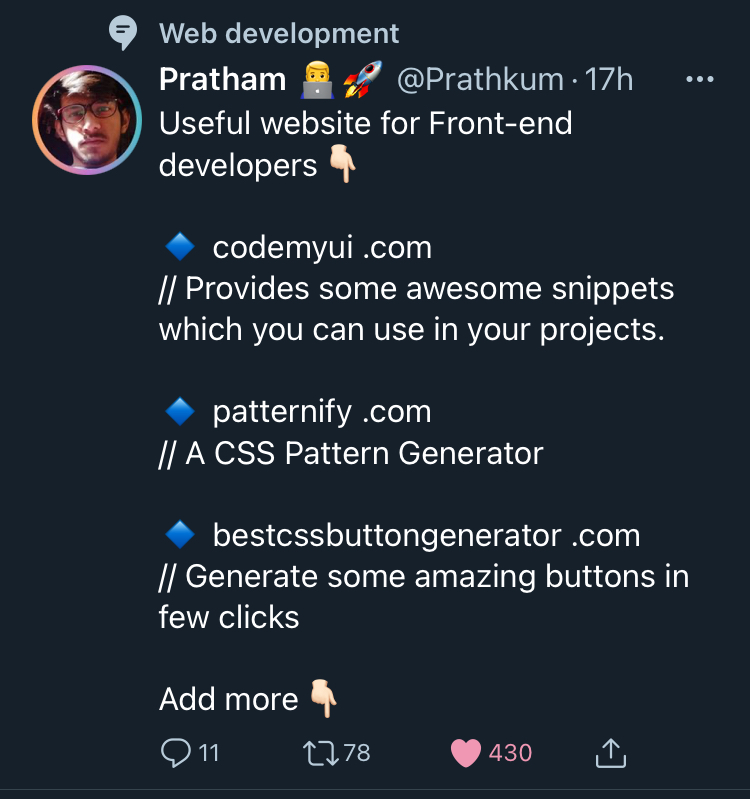 Web development
Pratham 👨‍💻 🚀 @Prathkum · 17h
Useful website for Front-end
developers 👇🏻
🔷 codemyui .com
// Provides some awesome snippets
which you can use in your projects.
🔷 patternify .com
// A CSS Pattern Generator
🔷 bestcssbuttongenerator .com
// Generate some amazing buttons in
few clicks
Add more 👇🏻
11 78 430